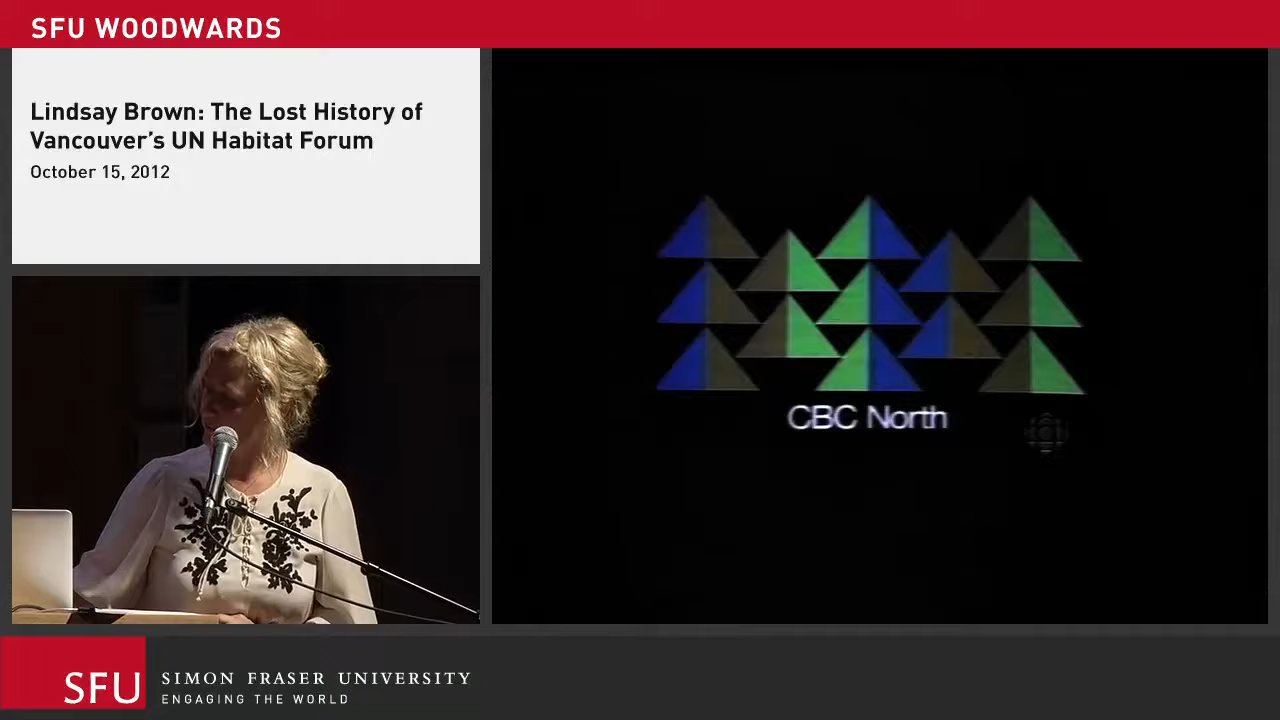 SFU WOODWARDS
Lindsay Brown: The Lost History of
Vancouver’s UN Habitat Forum
October 15, 2012
CBC North
SFU
SIMON FRASER UNIVERSITY
ENGAGING THE WORLD